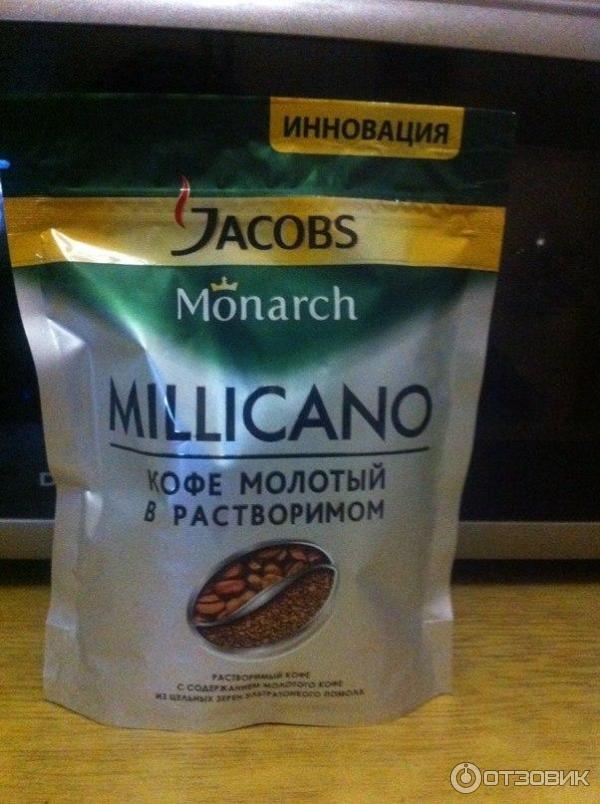 ИННОВАЦИЯ
JACOBS
Monarch
MILLICANO
КОФЕ МОЛОТЫЙ
В РАСТВОРИМОМ
РАСТВОРИМЫЙ КОФЕ
С СОДЕРЖАНИЕМ МОЛОТОГО КОФЕ
ИЗ ЦЕЛЬНЫХ ЗЕРЕН УЛЬТРАТОНКОГО ПОМОЛА
ОТЗОВИК